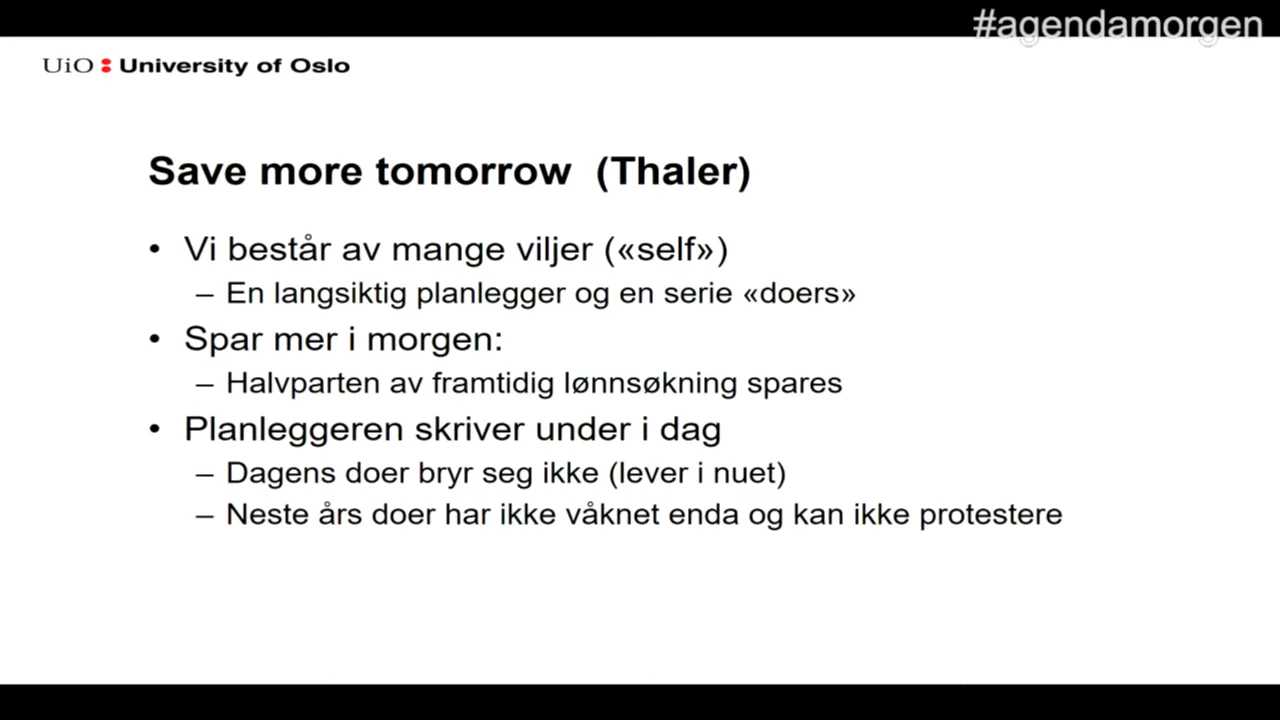 #agendamorgen
UiO : University of Oslo
Save more tomorrow (Thaler)
• Vi består av mange viljer («self»)
– En langsiktig planlegger og en serie «doers»
• Spar mer i morgen:
– Halvparten av framtidig lønnsøkning spares
• Planleggeren skriver under i dag
– Dagens doer bryr seg ikke (lever i nuet)
– Neste års doer har ikke våknet enda og kan ikke protestere